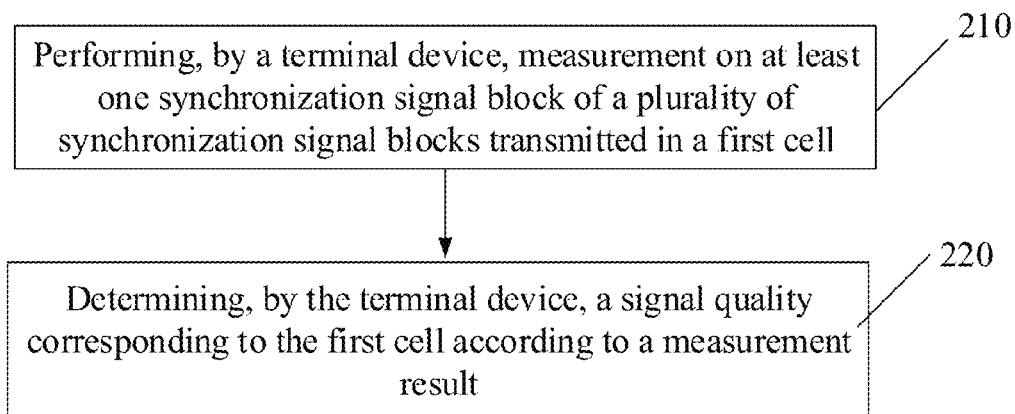 210
Performing, by a terminal device, measurement on at least
one synchronization signal block of a plurality of
synchronization signal blocks transmitted in a first cell
220
Determining, by the terminal device, a signal quality
corresponding to the first cell according to a measurement
result